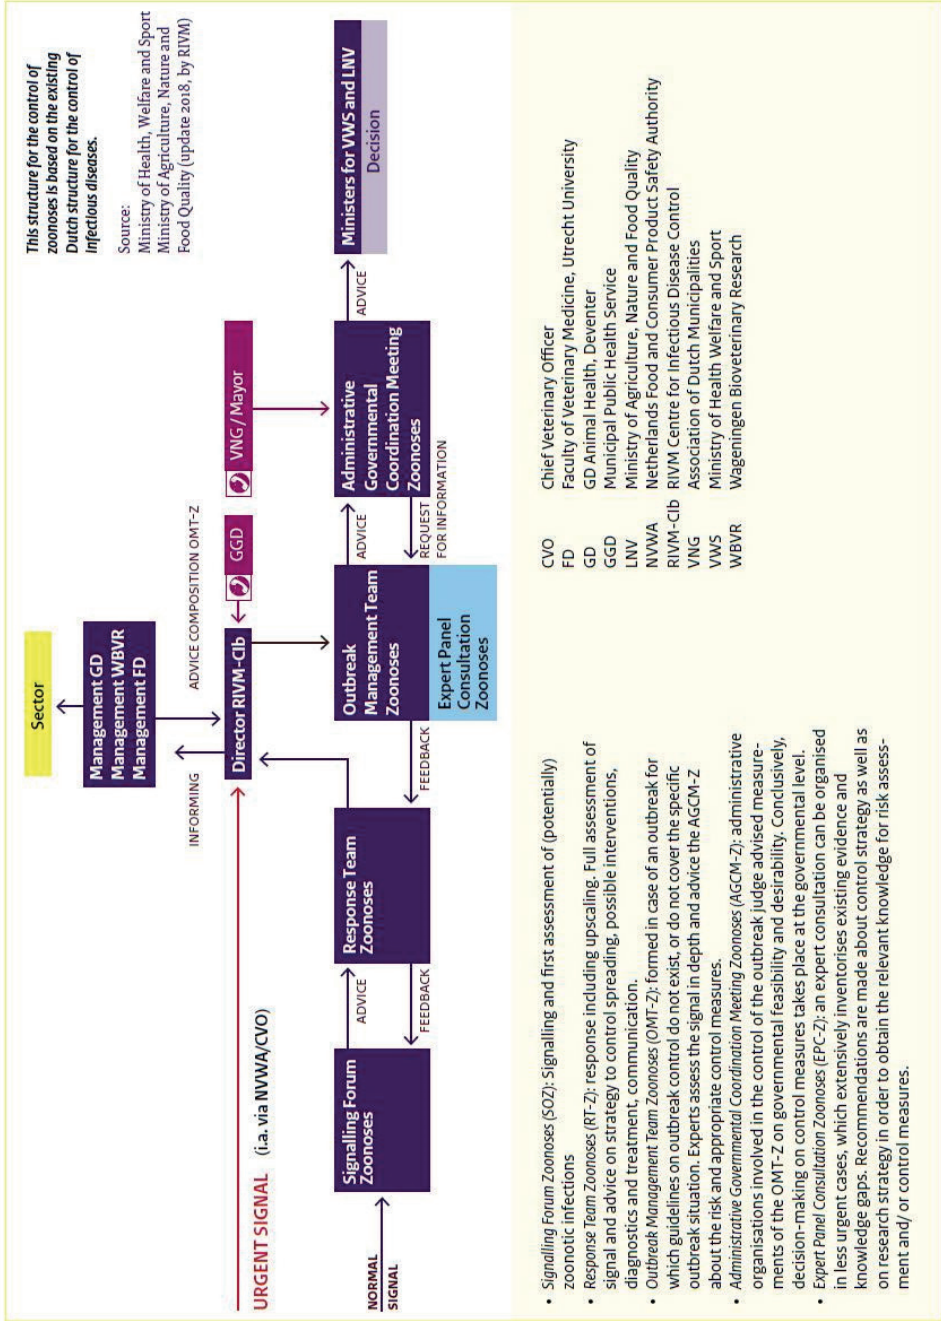 This structure for the control of
zoonoses is based on the existing
Dutch structure for the control of
Infectious diseases.
Source:
Ministry of Health, Welfare and Sport
Ministry of Agriculture, Nature and
Food Quality (update 2018, by RIVM)
Sector
Management GD
Management WBVR
Management FD
INFORMING
ADVICE COMPOSITION OMT-Z
URGENT SIGNAL (i.a. via NVWA/CVO)
Director RIVM-CIb
GGD
VNG / Mayor
NORMAL
SIGNAL
Signalling Forum
Zoonoses
ADVICE
FEEDBACK
Response Team
Zoonoses
FEEDBACK
Outbreak
Management Team
Zoonoses
Expert Panel
Consultation
Zoonoses
ADVICE
REQUEST
FOR INFORMATION
Administrative
Governmental
Coordination Meeting
Zoonoses
ADVICE
Ministers for VWS and LNV
Decision
• Signalling Forum Zoonoses (SOZ): Signalling and first assessment of (potentially)
zoonotic infections
• Response Team Zoonoses (RT-Z): response including upscaling. Full assessment of
signal and advice on strategy to control spreading, possible interventions,
diagnostics and treatment, communication.
• Outbreak Management Team Zoonoses (OMT-Z): formed in case of an outbreak for
which guidelines on outbreak control do not exist, or do not cover the specific
outbreak situation. Experts assess the signal in depth and advice the AGCM-Z
about the risk and appropriate control measures.
• Administrative Governmental Coordination Meeting Zoonoses (AGCM-Z): administrative
organisations involved in the control of the outbreak judge advised measure-
ments of the OMT-Z on governmental feasibility and desirability. Conclusively,
decision-making on control measures takes place at the governmental level.
• Expert Panel Consultation Zoonoses (EPC-Z): an expert consultation can be organised
in less urgent cases, which extensively inventorises existing evidence and
knowledge gaps. Recommendations are made about control strategy as well as
on research strategy in order to obtain the relevant knowledge for risk assess-
ment and/ or control measures.
CVO Chief Veterinary Officer
FD Faculty of Veterinary Medicine, Utrecht University
GD GD Animal Health, Deventer
GGD Municipal Public Health Service
LNV Ministry of Agriculture, Nature and Food Quality
NVWA Netherlands Food and Consumer Product Safety Authority
RIVM-CIb RIVM Centre for Infectious Disease Control
VNG Association of Dutch Municipalities
VWS Ministry of Health Welfare and Sport
WBVR Wageningen Bioveterinary Research